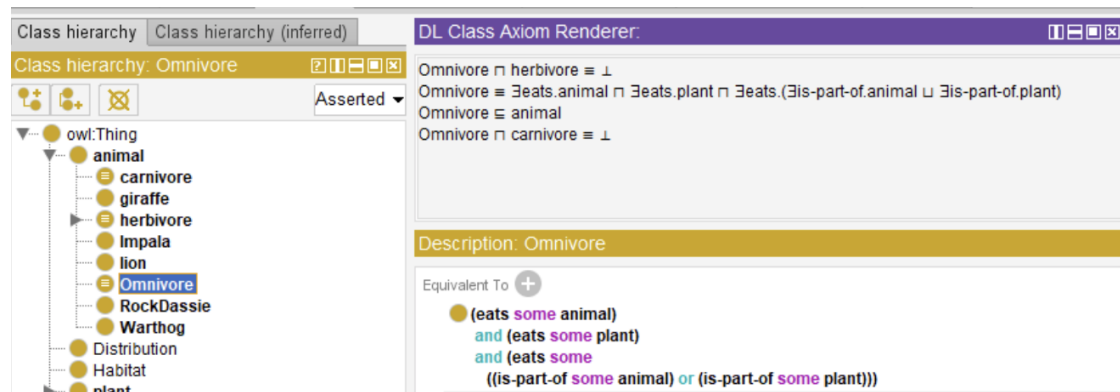 Class hierarchy Class hierarchy (inferred)
Class hierarchy: Omnivore
Asserted
owl:Thing
animal
carnivore
giraffe
herbivore
Impala
lion
Omnivore
RockDassie
Warthog
Distribution
Habitat
plant
DL Class Axiom Renderer:
Omnivore ⊓ herbivore ≡ ⊥
Omnivore ≡ ∃eats.animal ⊓ ∃eats.plant ⊓ ∃eats.(∃is-part-of.animal ⊔ ∃is-part-of.plant)
Omnivore ⊑ animal
Omnivore ⊓ carnivore ≡ ⊥
Description: Omnivore
Equivalent To
(eats some animal)
and (eats some plant)
and (eats some
((is-part-of some animal) or (is-part-of some plant)))